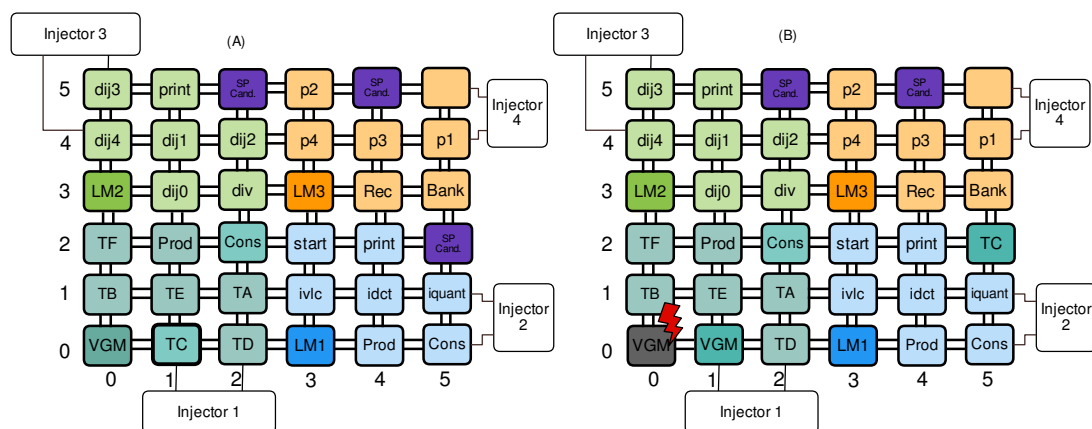 Injector 3
(A)
5
dij3
print
SP
Cand.
p2
SP
Cand.
Injector
4
4
dij4
dij1
dij2
p4
p3
p1
3
LM2
dij0
div
LM3
Rec
Bank
2
TF
Prod
Cons
start
print
SP
Cand.
1
TB
TE
TA
ivlc
idct
iquant
Injector
2
0
VGM
TC
TD
LM1
Prod
Cons
0
1
2
3
4
5
Injector 1
Injector 3
(B)
5
dij3
print
SP
Cand.
p2
SP
Cand.
Injector
4
4
dij4
dij1
dij2
p4
p3
p1
3
LM2
dij0
div
LM3
Rec
Bank
2
TF
Prod
Cons
start
print
TC
1
TB
TE
TA
ivlc
idct
iquant
Injector
2
0
VGM
VGM
TD
LM1
Prod
Cons
0
1
2
3
4
5
Injector 1